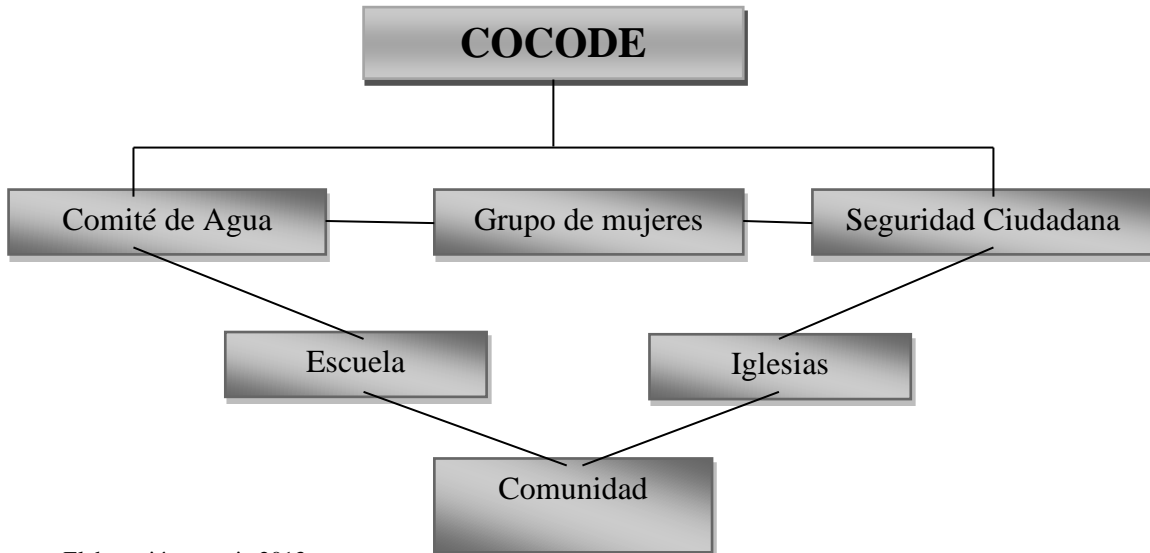 COCODE
Comité de Agua
Grupo de mujeres
Seguridad Ciudadana
Escuela
Iglesias
Comunidad